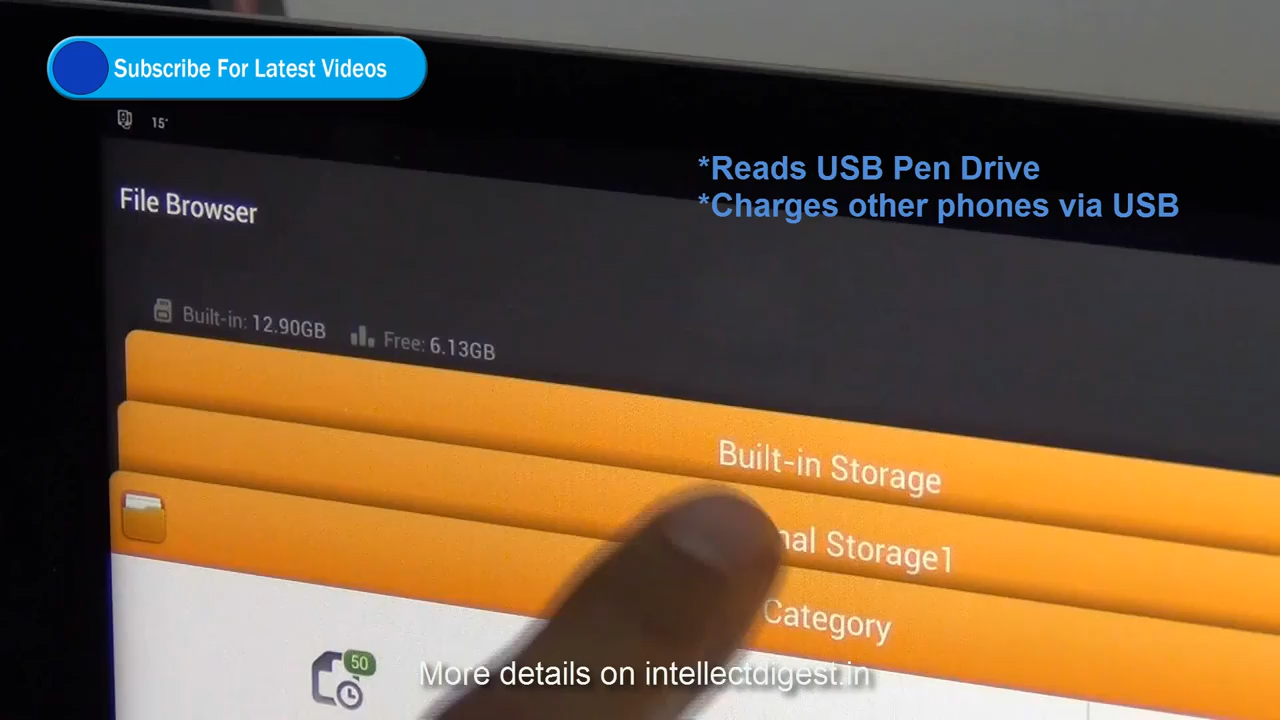 Subscribe For Latest Videos
15°
*Reads USB Pen Drive
*Charges other phones via USB
File Browser
Built-in: 12.90GB Free: 6.13GB
Built-in Storage
Storage1
Category
50
More details on intellectdigest.in